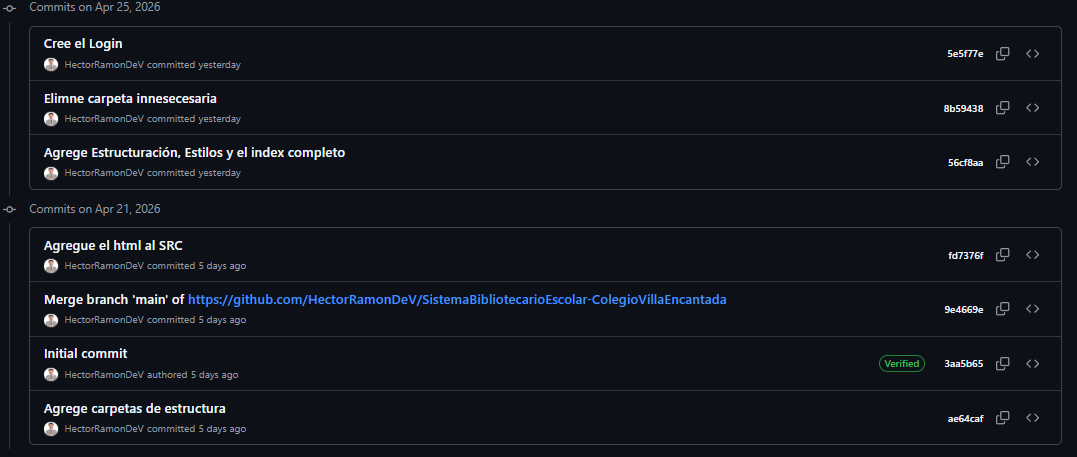 Commits on Apr 25, 2026
Cree el Login
HectorRamonDeV committed yesterday
5e5f77e
Elimne carpeta innesecesaria
HectorRamonDeV committed yesterday
8b59438
Agrege Estructuración, Estilos y el index completo
HectorRamonDeV committed yesterday
56cf8aa
Commits on Apr 21, 2026
Agregue el html al SRC
HectorRamonDeV committed 5 days ago
fd7376f
Merge branch 'main' of https://github.com/HectorRamonDeV/SistemaBibliotecarioEscolar-ColegioVillaEncantada
HectorRamonDeV committed 5 days ago
9e4669e
Initial commit
HectorRamonDeV authored 5 days ago
Verified 3aa5b65
Agrege carpetas de estructura
HectorRamonDeV committed 5 days ago
ae64caf